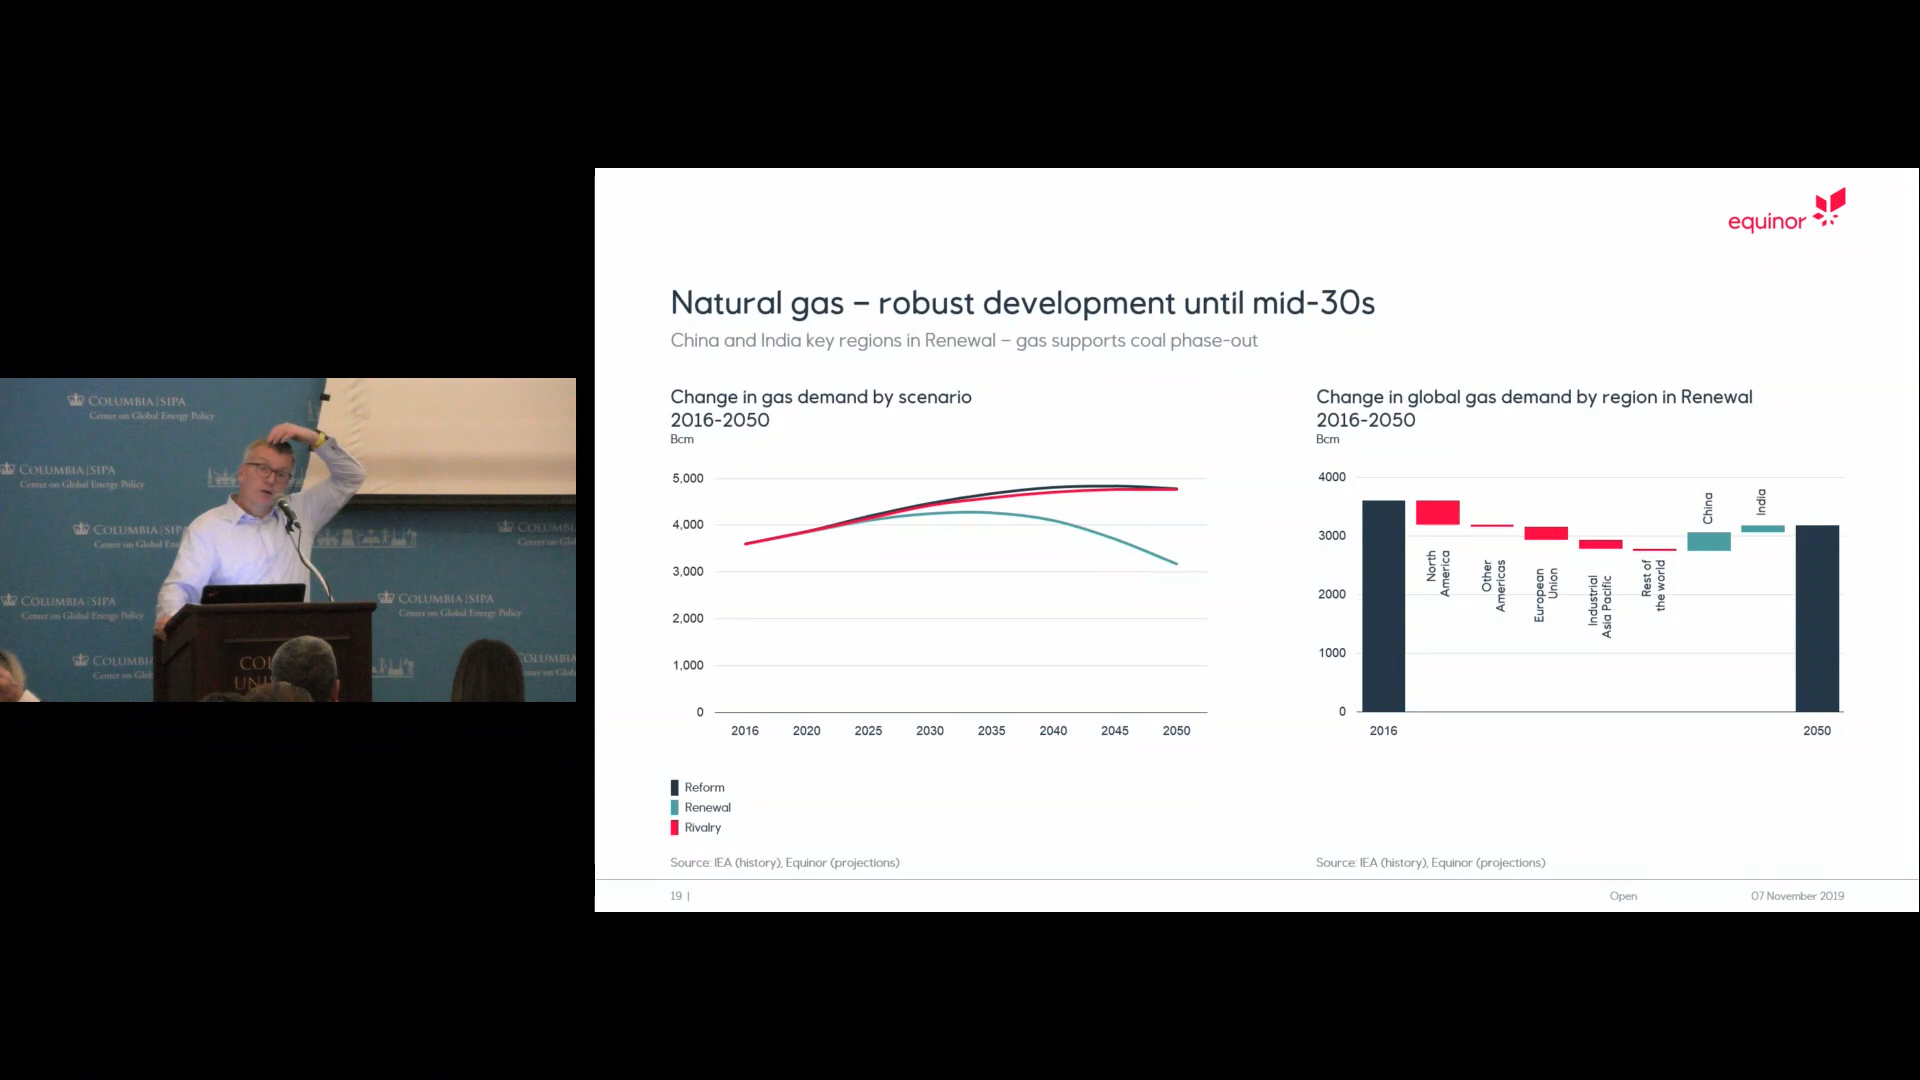 COLUMBIA|SIPA
Center on Global Energy Policy
COLUMBIA|SIPA
Center on Global Energy Policy
COLUMBIA|SIPA
Center on Global
COLUMBIA|SIPA
Center on Global Energy Policy
COLUMBIA|SIPA
Center on Global Energy Policy
equinor
Natural gas – robust development until mid-30s
China and India key regions in Renewal – gas supports coal phase-out
Change in gas demand by scenario
2016-2050
Bcm
5,000
4,000
3,000
2,000
1,000
0
2016 2020 2025 2030 2035 2040 2045 2050
Reform
Renewal
Rivalry
Source: IEA (history), Equinor (projections)
Change in global gas demand by region in Renewal
2016-2050
Bcm
4000
3000
2000
1000
0
North
America
Other
Americas
European
Union
Industrial
Asia Pacific
Rest of
the world
China
India
2016 2050
Source: IEA (history), Equinor (projections)
19 |
Open
07 November 2019